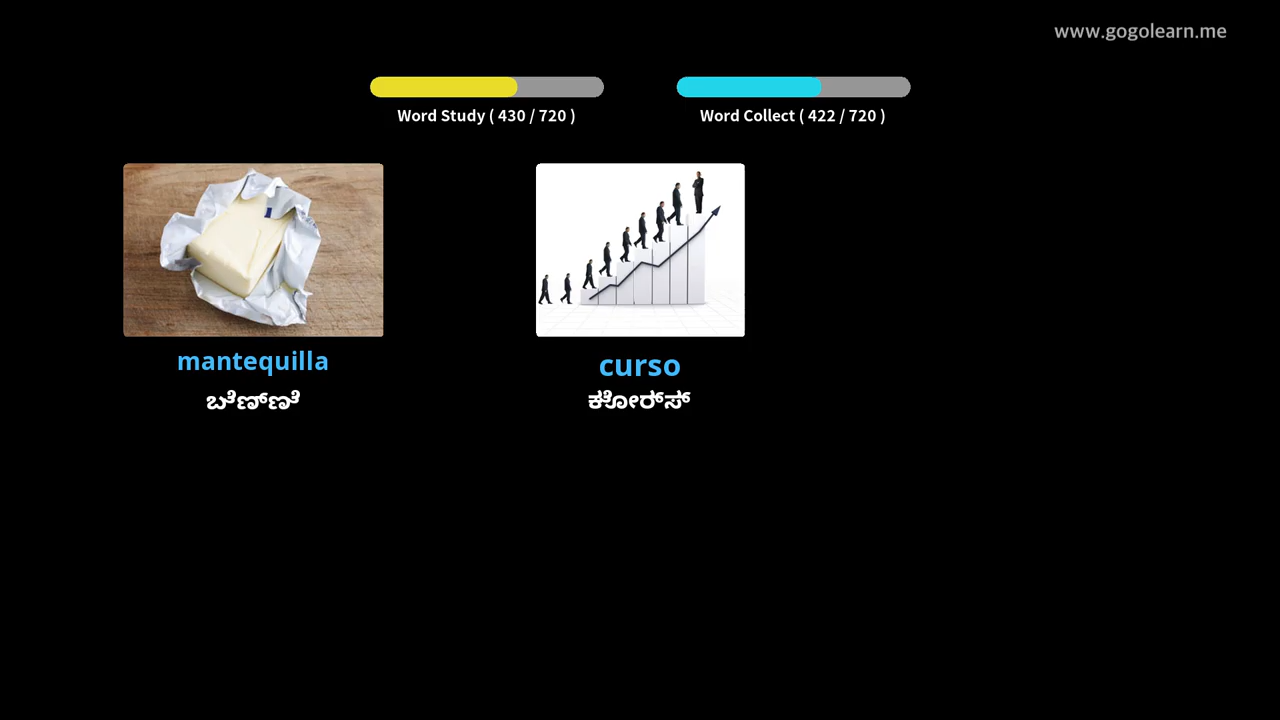 www.gogolearn.me
Word Study ( 430 / 720 )
Word Collect ( 422 / 720 )
mantequilla
ಬೆಣ್ಣೆ
curso
ಕೋರ್ಸ್